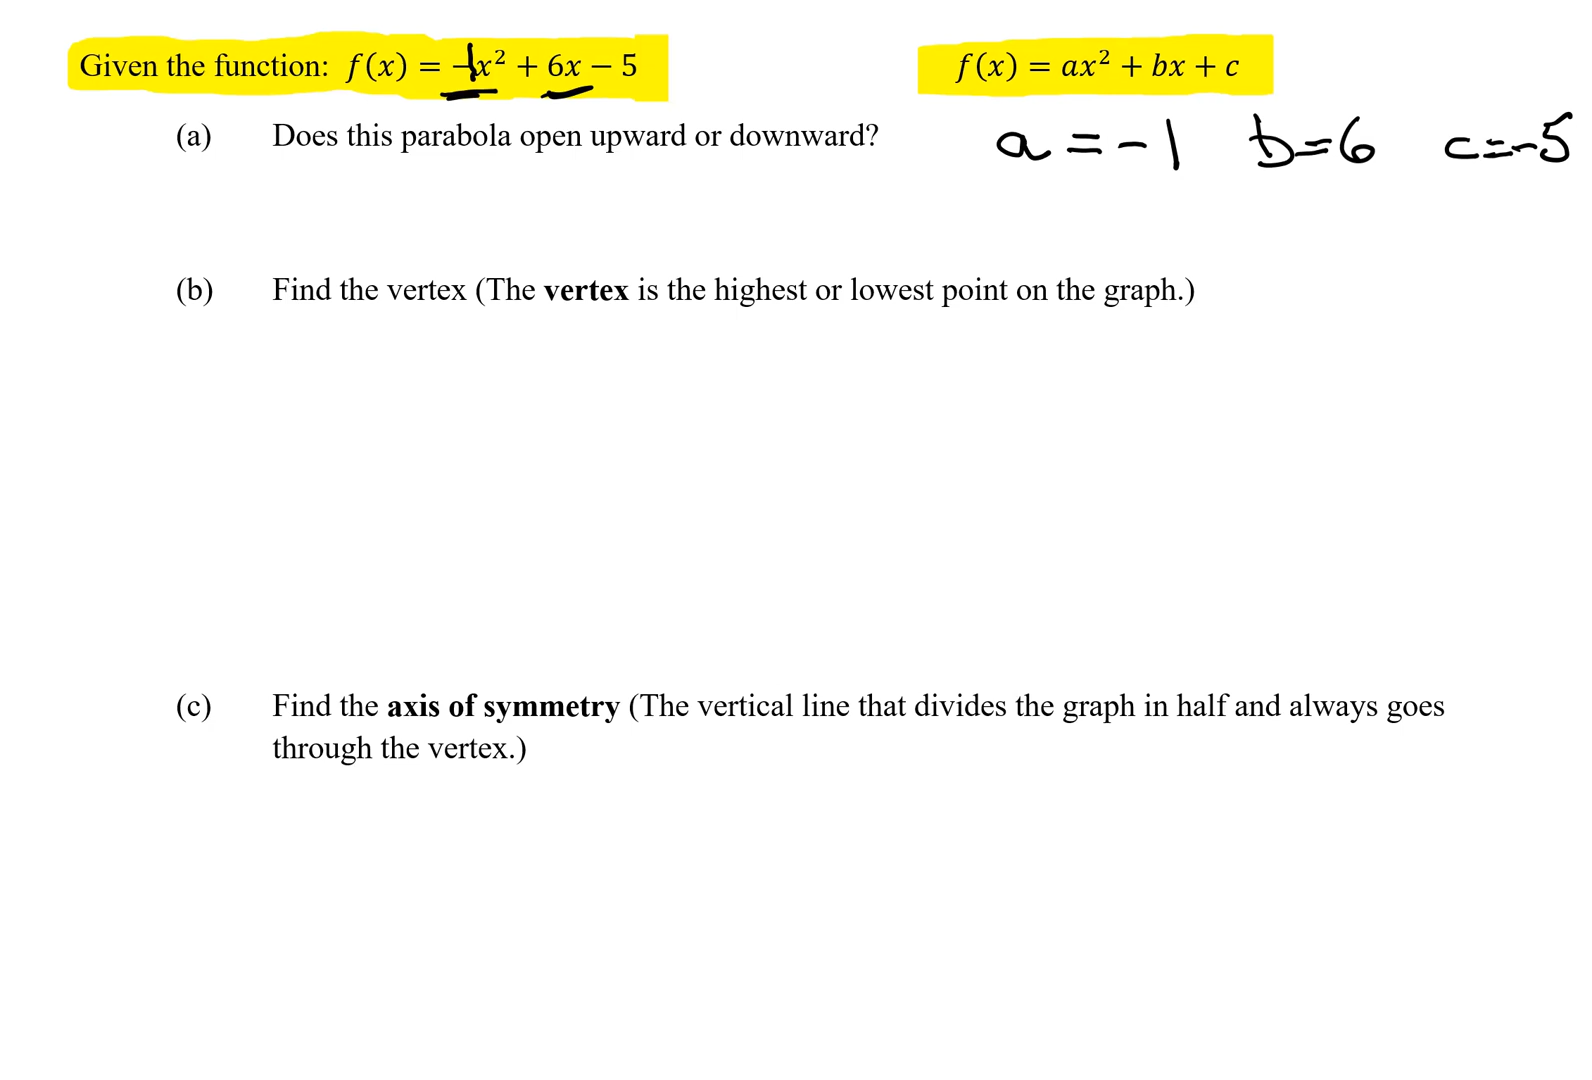 Given the function: f(x) = -1x² + 6x − 5 f(x) = ax² + bx + c
(a) Does this parabola open upward or downward? a = -1 b=6 c=-5
(b) Find the vertex (The vertex is the highest or lowest point on the graph.)
(c) Find the axis of symmetry (The vertical line that divides the graph in half and always goes
through the vertex.)